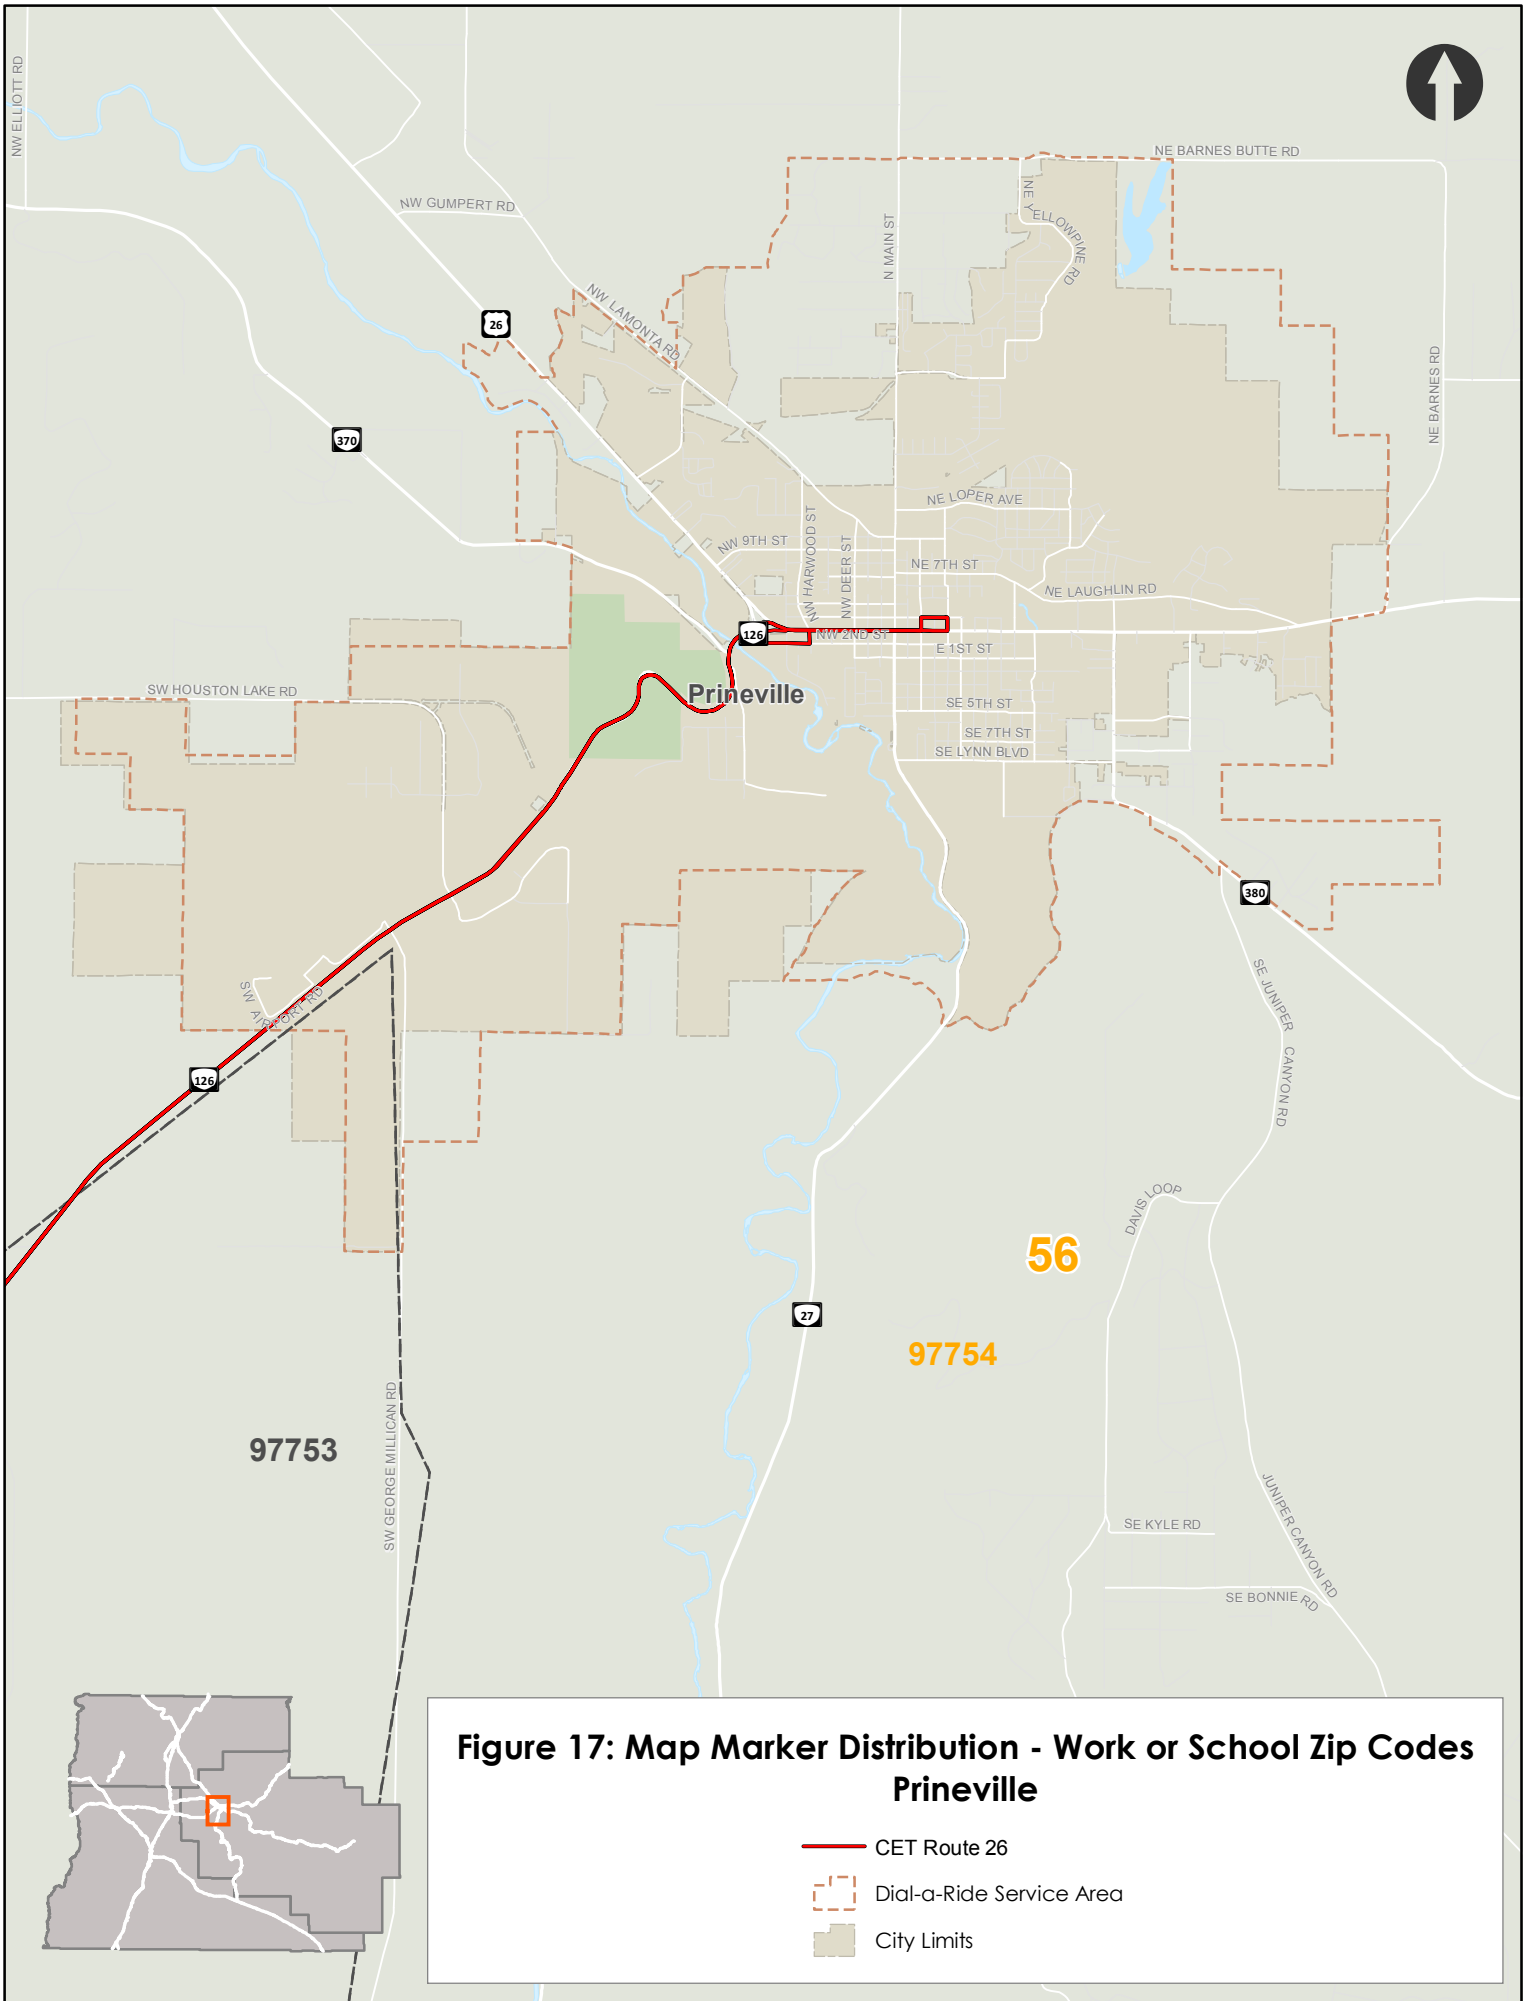 NW ELLIOTT RD
NE BARNES BUTTE RD
NW GUMPERT RD
NE YELLOWPINE RD
N MAIN ST
NW LAMONTA RD
26
NE BARNES RD
370
NE LOPER AVE
NW HARWOOD ST
NW 9TH ST
NW DEER ST
NE 7TH ST
NE LAUGHLIN RD
126
NW 2ND ST
E 1ST ST
SW HOUSTON LAKE RD
Prineville
SE 5TH ST
SE 7TH ST
SE LYNN BLVD
380
SW AIRPORT RD
SE JUNIPER CANYON RD
126
DAVIS LOOP
56
27
97754
97753
SW GEORGE MILLICAN RD
JUNIPER CANYON RD
SE KYLE RD
SE BONNIE RD
Figure 17: Map Marker Distribution - Work or School Zip Codes
Prineville
CET Route 26
Dial-a-Ride Service Area
City Limits